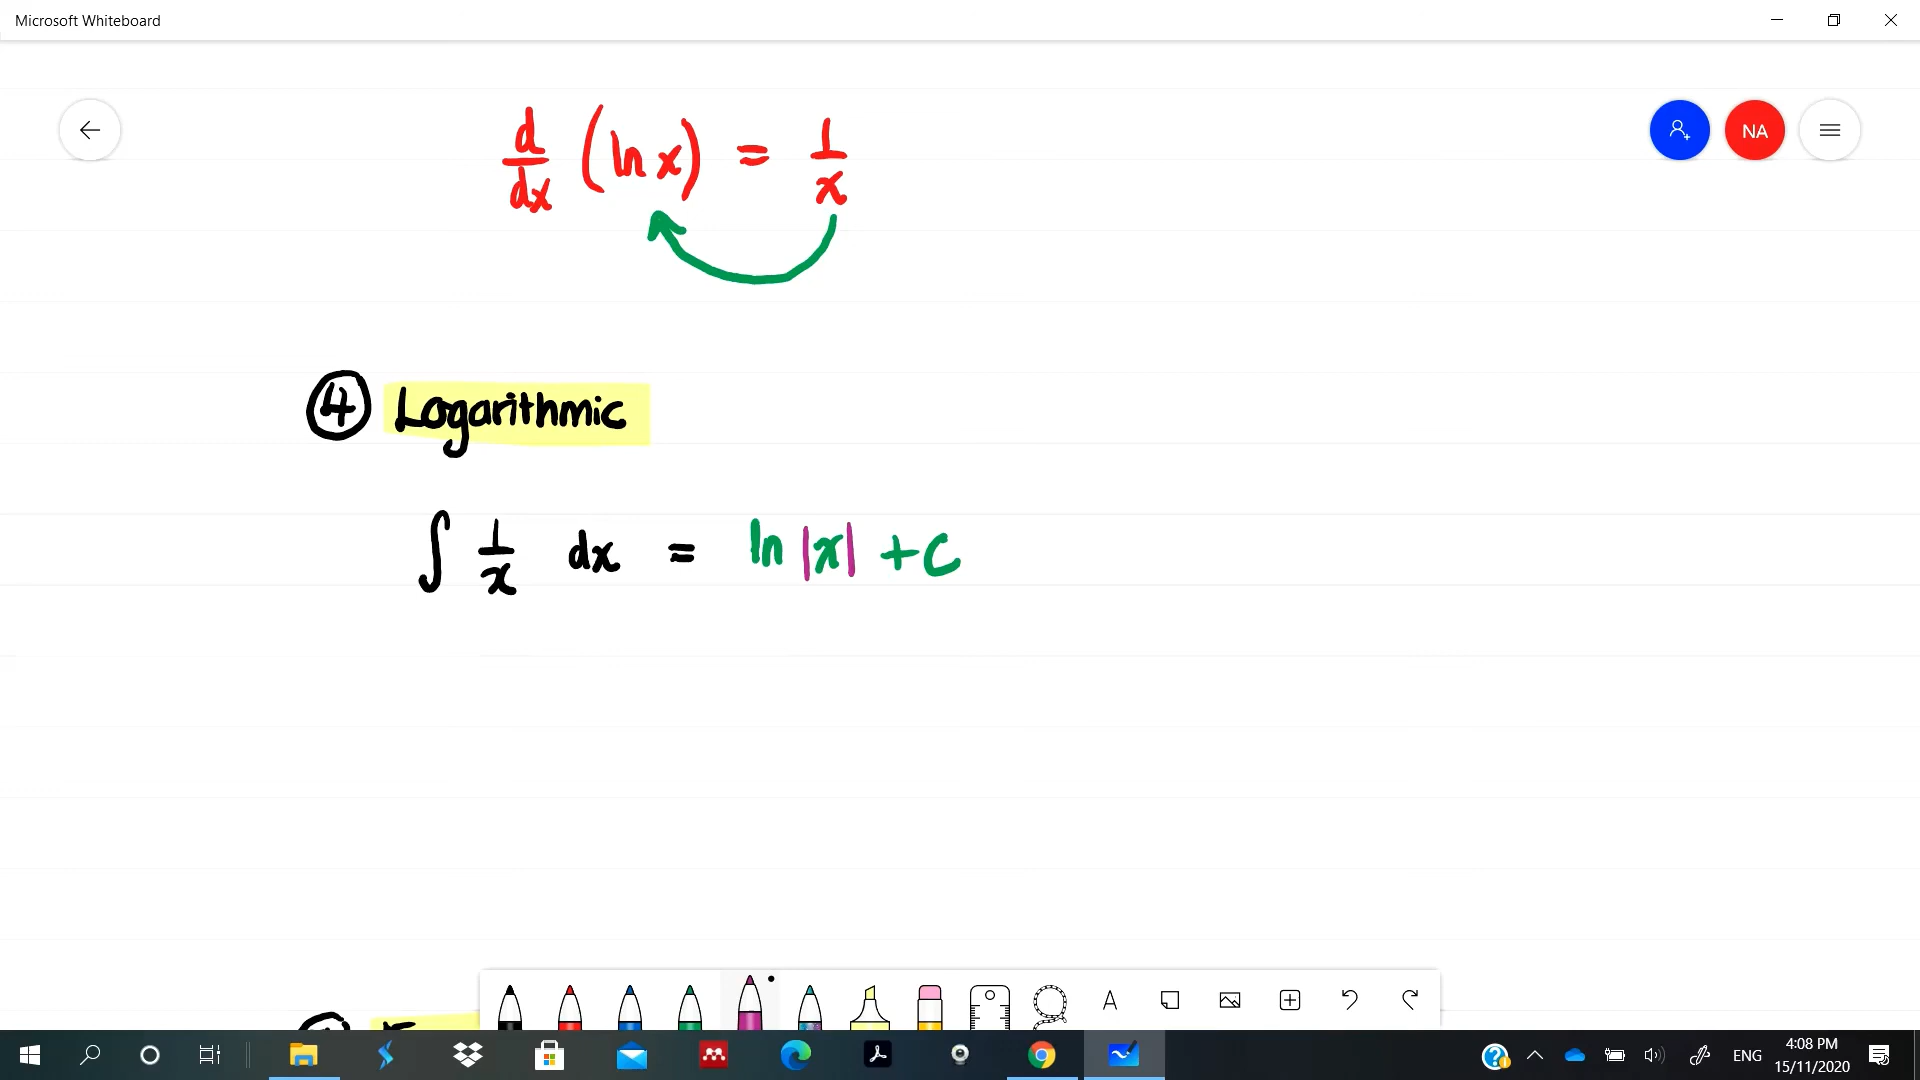 Microsoft Whiteboard
NA
d/dx (ln x) = 1/x
④ Logarithmic
∫ 1/x dx = ln |x| + c
ENG
4:08 PM
15/11/2020